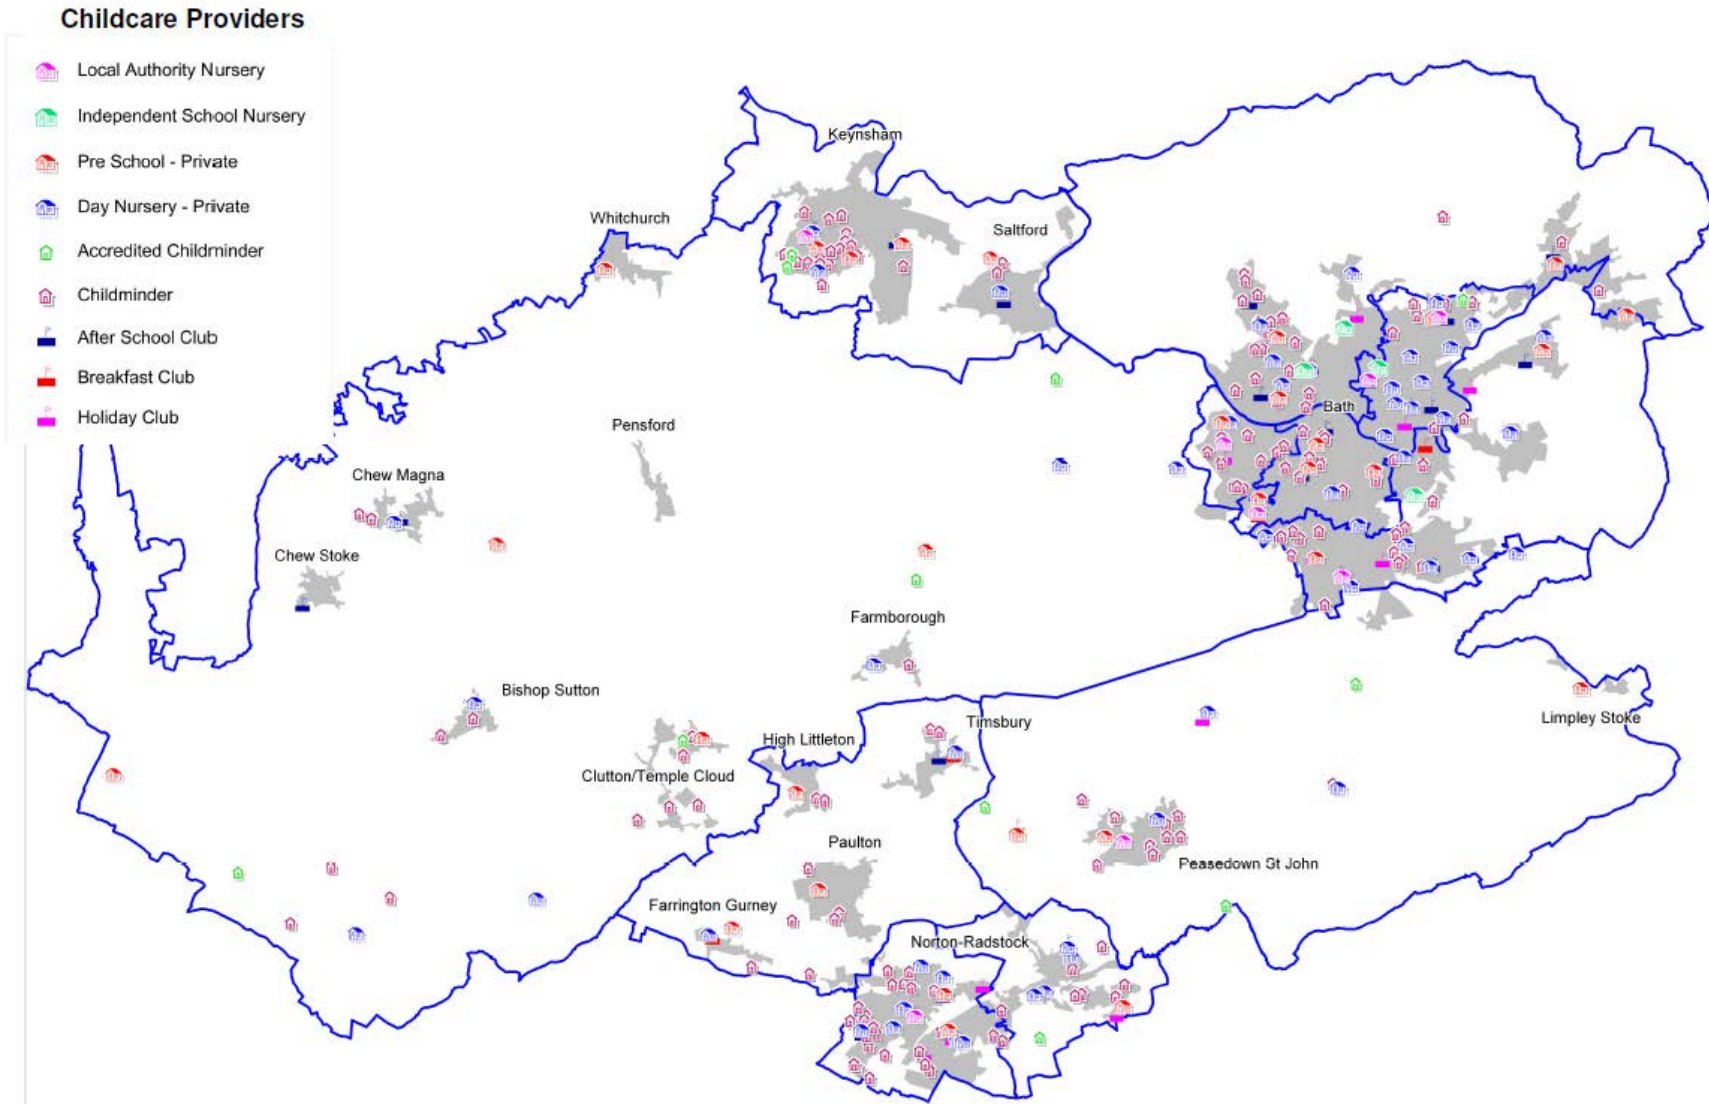 Childcare Providers
Local Authority Nursery
Independent School Nursery
Pre School - Private
Day Nursery - Private
Accredited Childminder
Childminder
After School Club
Breakfast Club
Holiday Club
Keynsham
Whitchurch
Saltford
Bath
Pensford
Chew Magna
Chew Stoke
Farmborough
Bishop Sutton
Limpley Stoke
Timsbury
High Littleton
Clutton/Temple Cloud
Paulton
Peasedown St John
Farrington Gurney
Norton-Radstock